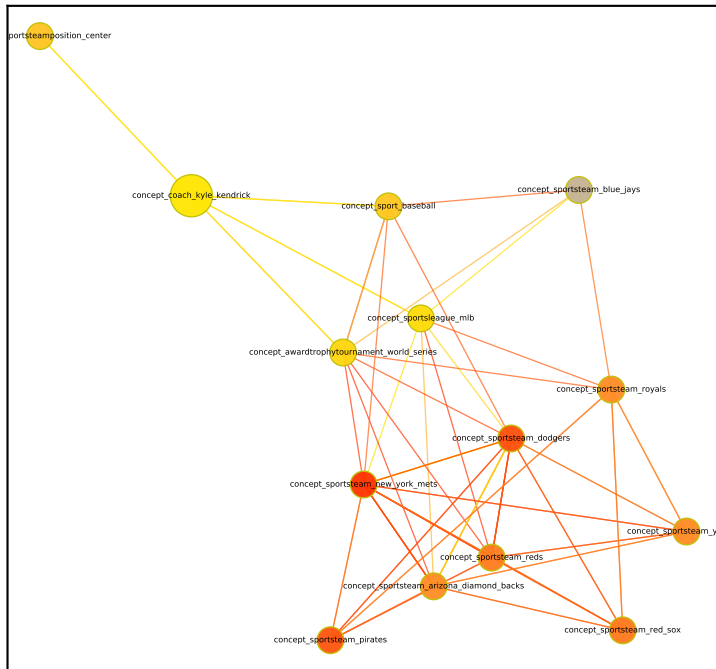 portsteamposition_center
concept_coach_kyle_kendrick
concept_sportsteam_blue_jays
concept_sport_baseball
concept_sportsleague_mlb
concept_awardtrophytournament_world_series
concept_sportsteam_royals
concept_sportsteam_dodgers
concept_sportsteam_new_york_mets
concept_sportsteam_y
concept_sportsteam_reds
concept_sportsteam_arizona_diamond_backs
concept_sportsteam_red_sox
concept_sportsteam_pirates